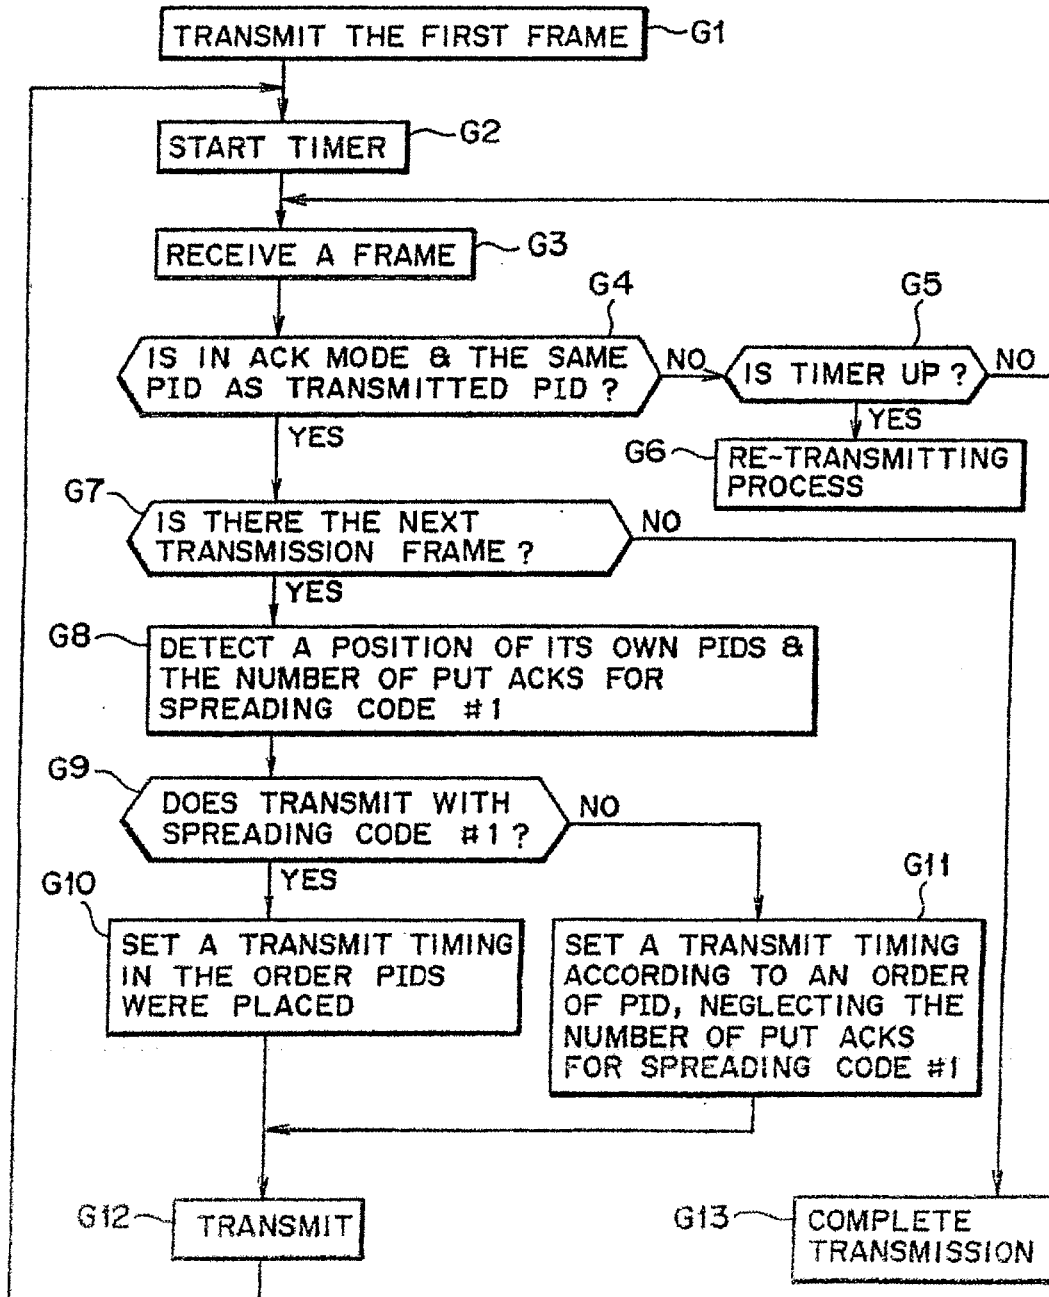 TRANSMIT THE FIRST FRAME
G1
START TIMER
G2
RECEIVE A FRAME
G3
G4
G5
IS IN ACK MODE & THE SAME
PID AS TRANSMITTED PID ?
NO
IS TIMER UP ?
NO
YES
YES
G6
RE-TRANSMITTING
PROCESS
G7
IS THERE THE NEXT
TRANSMISSION FRAME ?
NO
YES
G8
DETECT A POSITION OF ITS OWN PIDS &
THE NUMBER OF PUT ACKS FOR
SPREADING CODE #1
G9
DOES TRANSMIT WITH
SPREADING CODE #1 ?
NO
YES
G10
SET A TRANSMIT TIMING
IN THE ORDER PIDS
WERE PLACED
G11
SET A TRANSMIT TIMING
ACCORDING TO AN ORDER
OF PID, NEGLECTING THE
NUMBER OF PUT ACKS
FOR SPREADING CODE #1
G12
TRANSMIT
G13
COMPLETE
TRANSMISSION